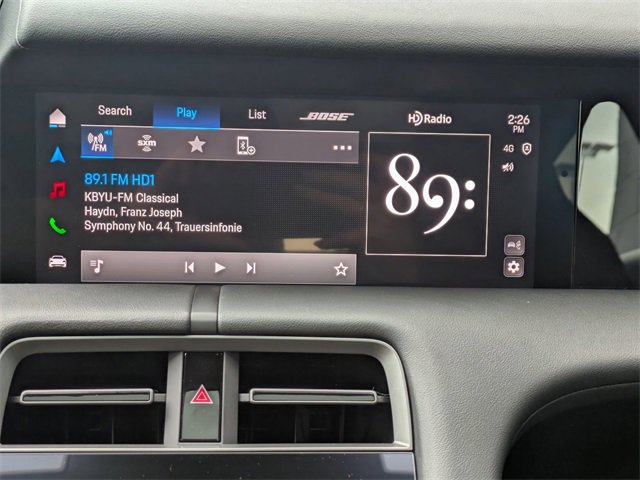 Search Play List BOSE HD Radio 2:26
PM
/FM sxm 4G
89.1 FM HD1
KBYU-FM Classical
Haydn, Franz Joseph
Symphony No. 44, Trauersinfonie
89: